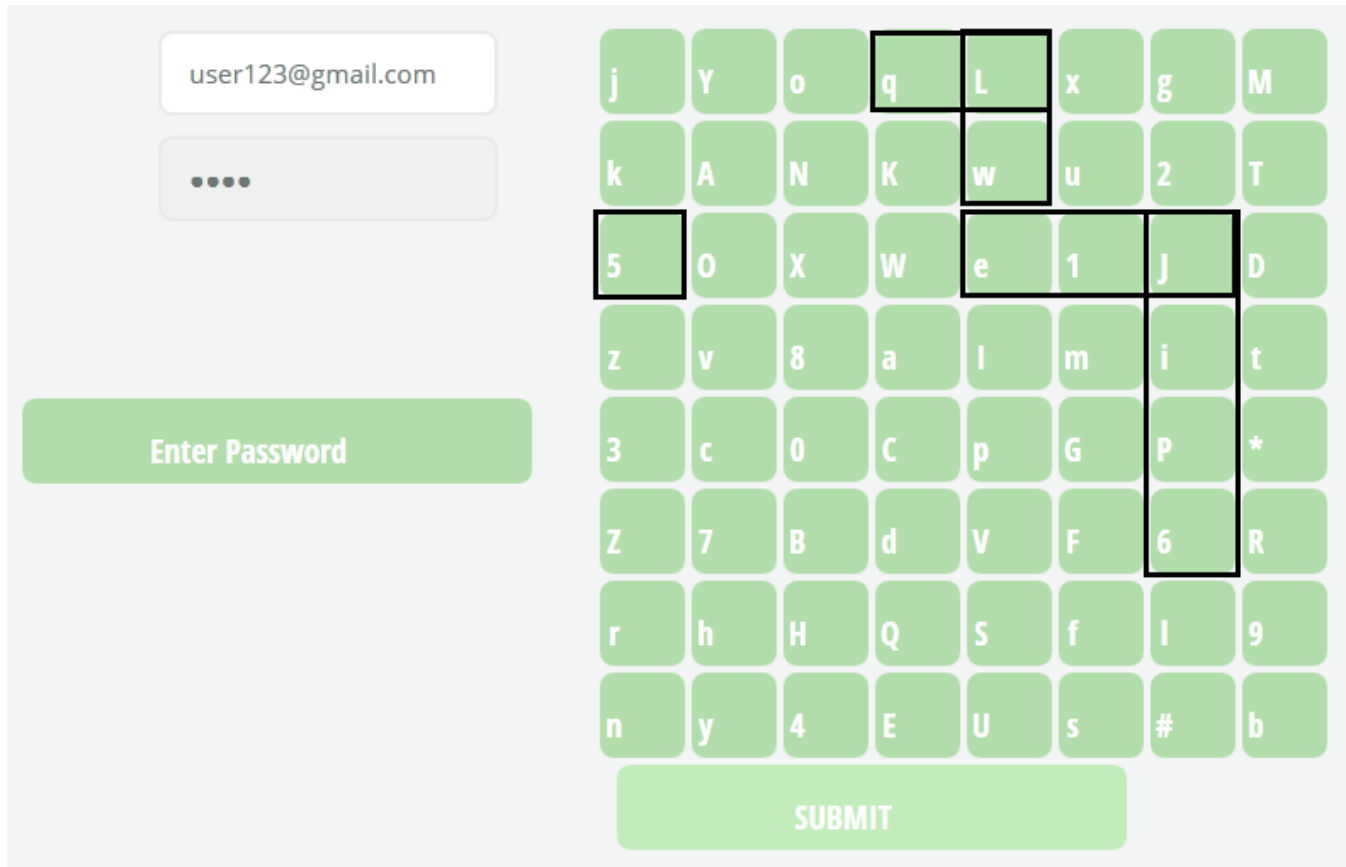 user123@gmail.com
••••
Enter Password
j Y o q L x g M
k A N K w u 2 T
5 O X W e 1 J D
z v 8 a I m i t
3 c 0 C p G P *
Z 7 B d V F 6 R
r h H Q S f l 9
n y 4 E U s # b
SUBMIT